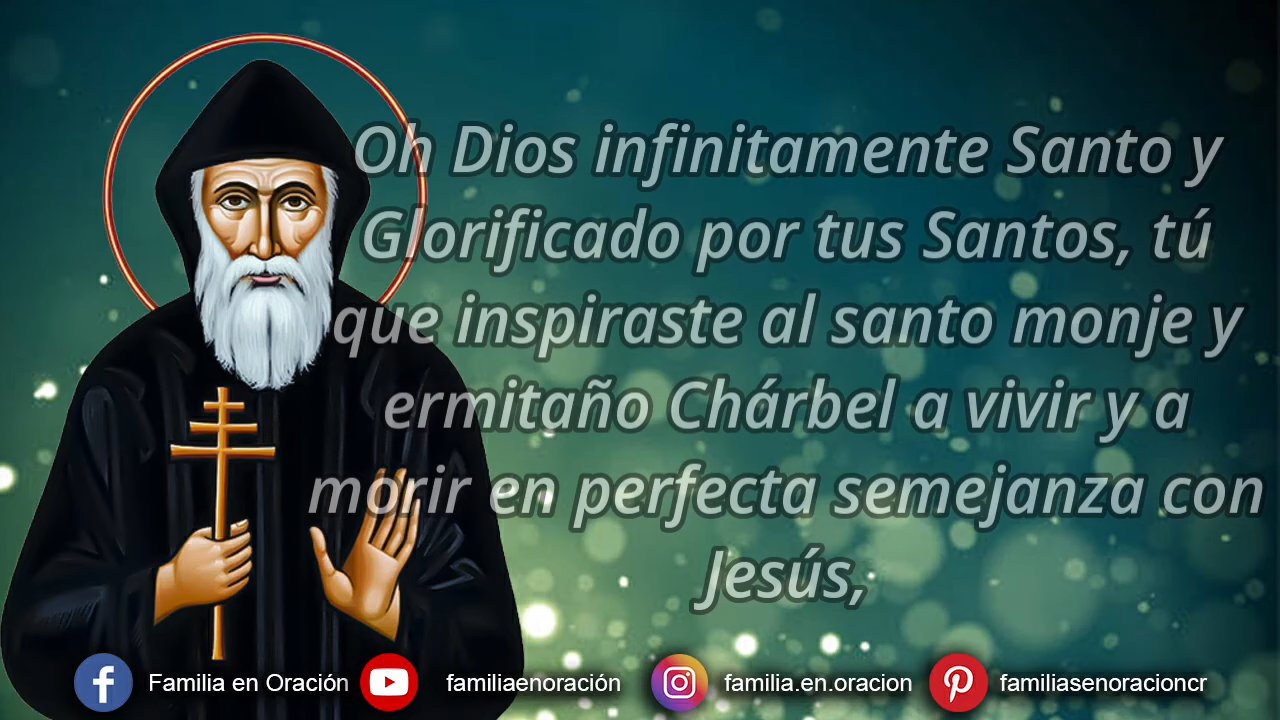 Oh Dios infinitamente Santo y
Glorificado por tus Santos, tú
que inspiraste al santo monje y
ermitaño Chárbel a vivir y a
morir en perfecta semejanza con
Jesús,
Familia en Oración
familiaenoración
familia.en.oracion
familiasenoracioncr